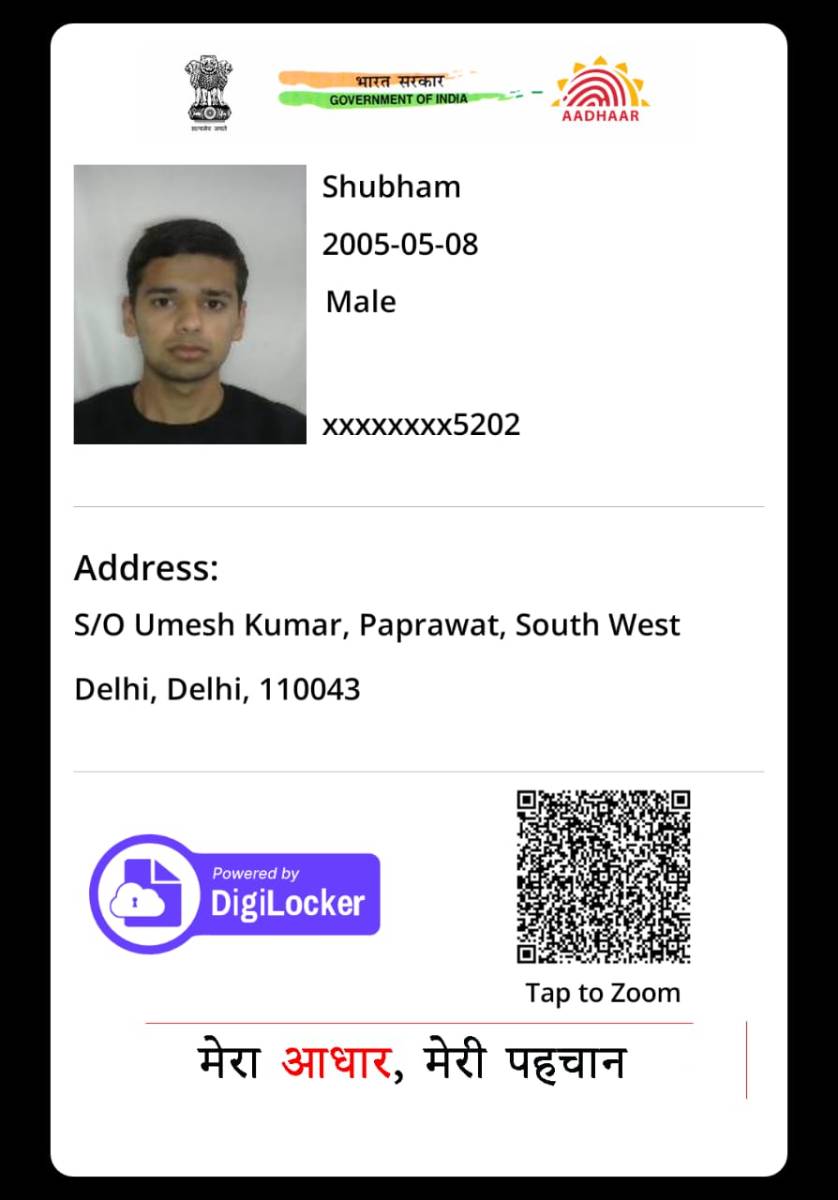 भारत सरकार
GOVERNMENT OF INDIA
सत्यमेव जयते
AADHAAR
Shubham
2005-05-08
Male
xxxxxxxx5202
Address:
S/O Umesh Kumar, Paprawat, South West
Delhi, Delhi, 110043
Powered by
DigiLocker
Tap to Zoom
मेरा आधार, मेरी पहचान